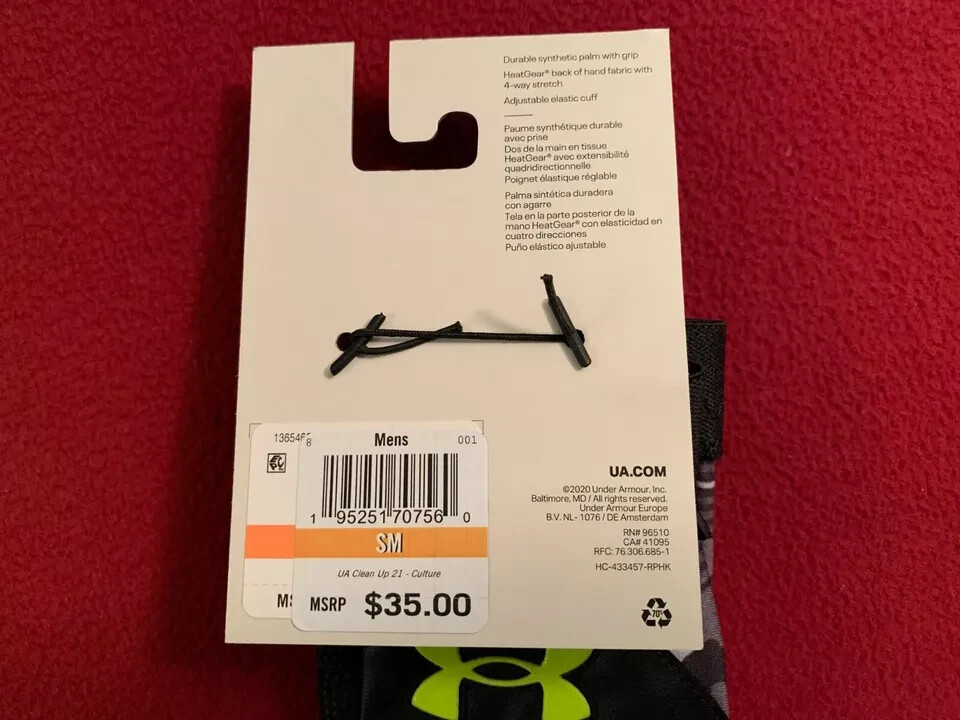 Durable synthetic palm with grip
HeatGear® back of hand fabric with
4-way stretch
Adjustable elastic cuff
Paume synthétique durable
avec prise
Dos de la main en tissue
HeatGear® avec extensibilité
quadridirectionnelle
Poignet élastique réglable
Palma sintética duradera
con agarre
Tela en la parte posterior de la
mano HeatGear® con elasticidad en
cuatro direcciones
Puño elástico ajustable
Mens
001
8
1 95251 70756 0
SM
UA Clean Up 21 - Culture
MSRP $35.00
UA.COM
©2020 Under Armour, Inc.
Baltimore, MD / All rights reserved.
Under Armour Europe
B.V. NL- 1076 / DE Amsterdam
RN# 96510
CA# 41095
RFC: 76.306.685-1
HC-433457-RPHK
70%